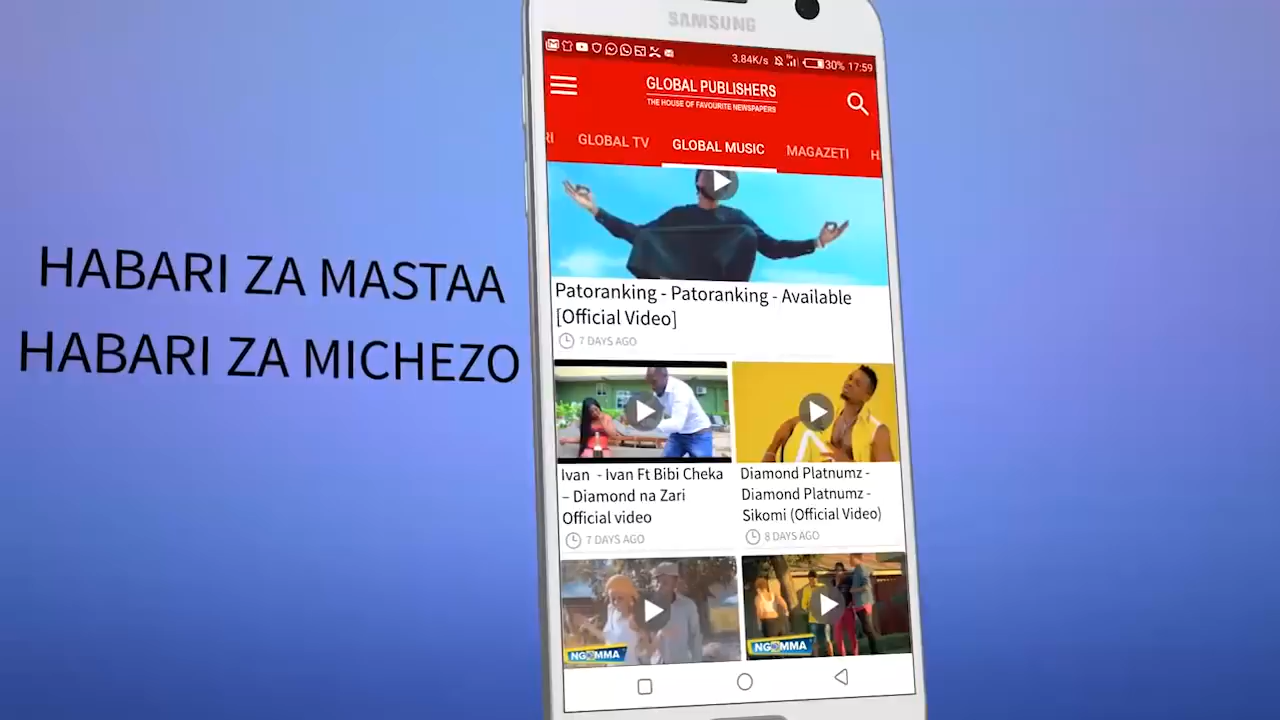 SAMSUNG
3.84K/s 30% 17:59
GLOBAL PUBLISHERS
THE HOUSE OF FAVOURITE NEWSPAPERS
RI GLOBAL TV GLOBAL MUSIC MAGAZETI H
HABARI ZA MASTAA
HABARI ZA MICHEZO
Patoranking - Patoranking - Available
[Official Video]
7 DAYS AGO
Ivan - Ivan Ft Bibi Cheka
– Diamond na Zari
Official video
7 DAYS AGO
Diamond Platnumz -
Diamond Platnumz -
Sikomi (Official Video)
8 DAYS AGO
NGOMMA
NGOMMA